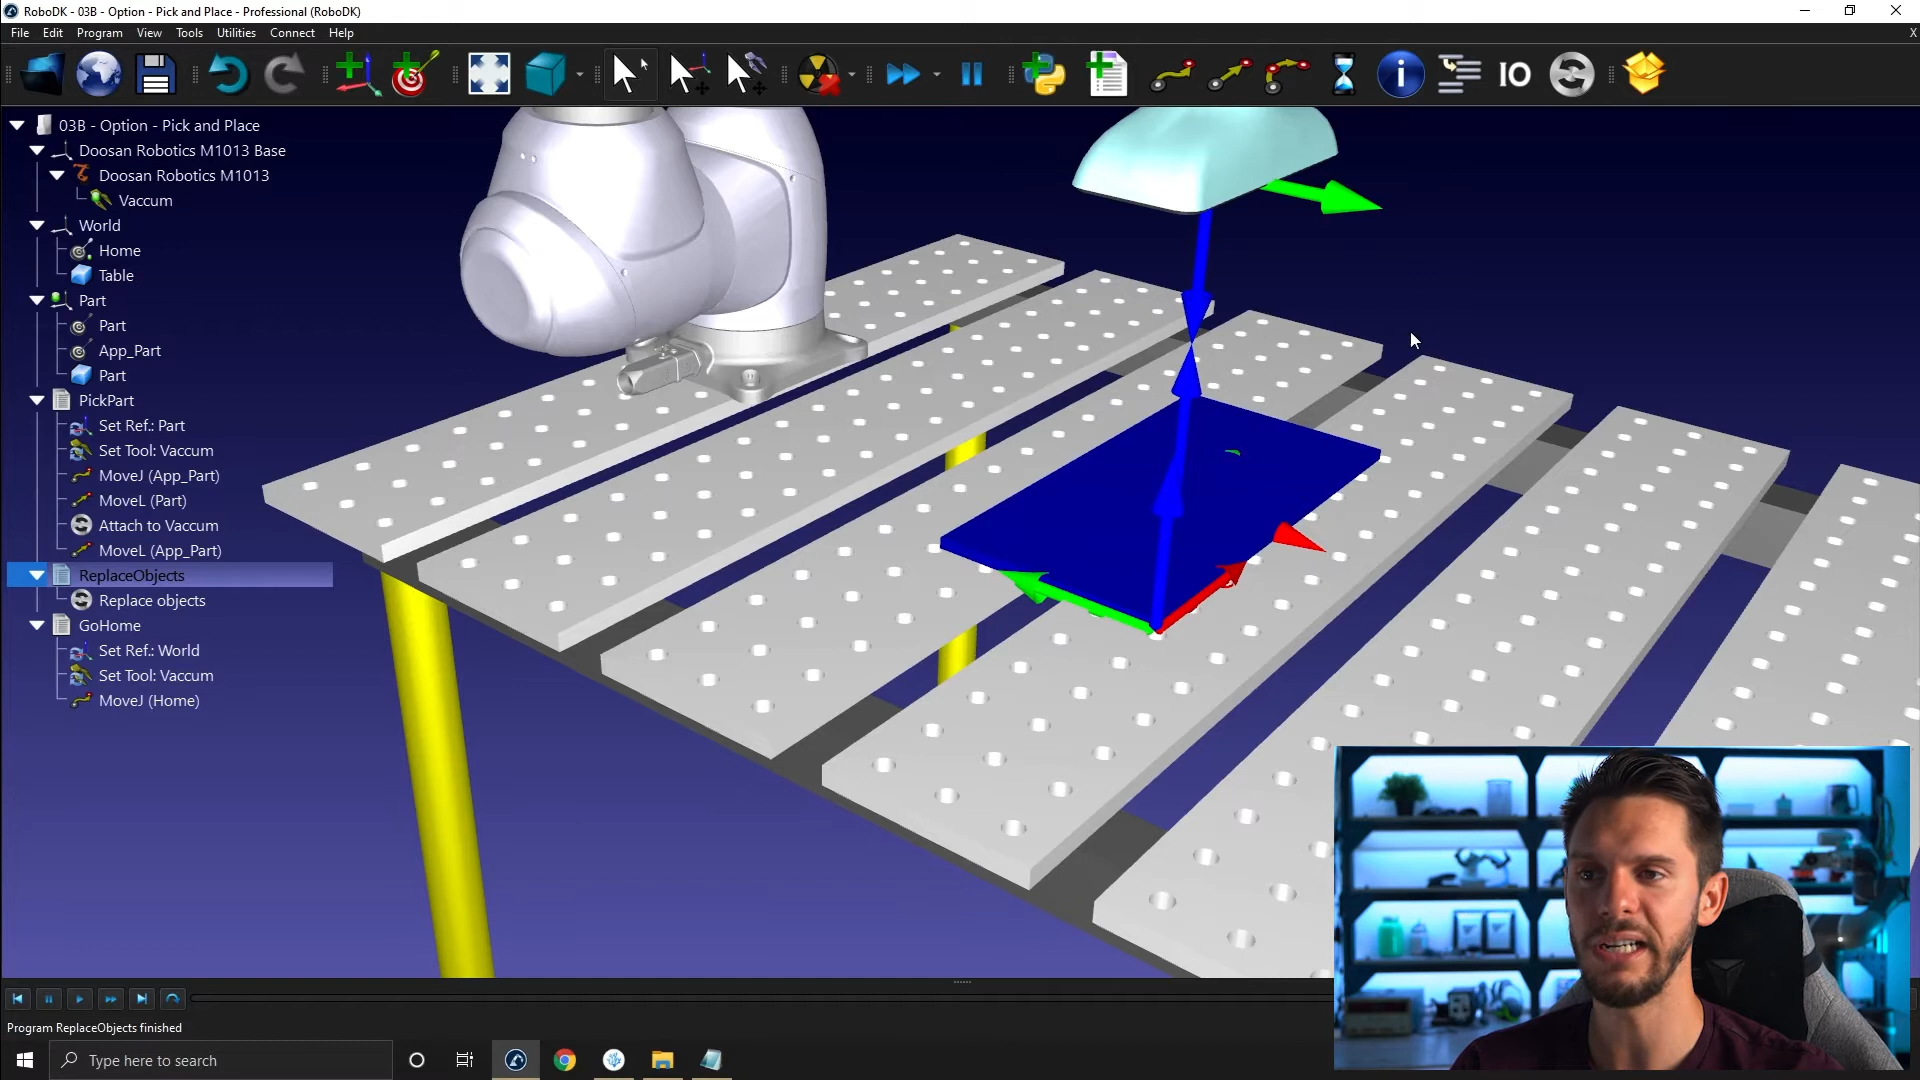 RoboDK - 03B - Option - Pick and Place - Professional (RoboDK)
File Edit Program View Tools Utilities Connect Help
X
IO
03B - Option - Pick and Place
Doosan Robotics M1013 Base
Doosan Robotics M1013
Vaccum
World
Home
Table
Part
Part
App_Part
Part
PickPart
Set Ref.: Part
Set Tool: Vaccum
MoveJ (App_Part)
MoveL (Part)
Attach to Vaccum
MoveL (App_Part)
ReplaceObjects
Replace objects
GoHome
Set Ref.: World
Set Tool: Vaccum
MoveJ (Home)
Program ReplaceObjects finished
Type here to search